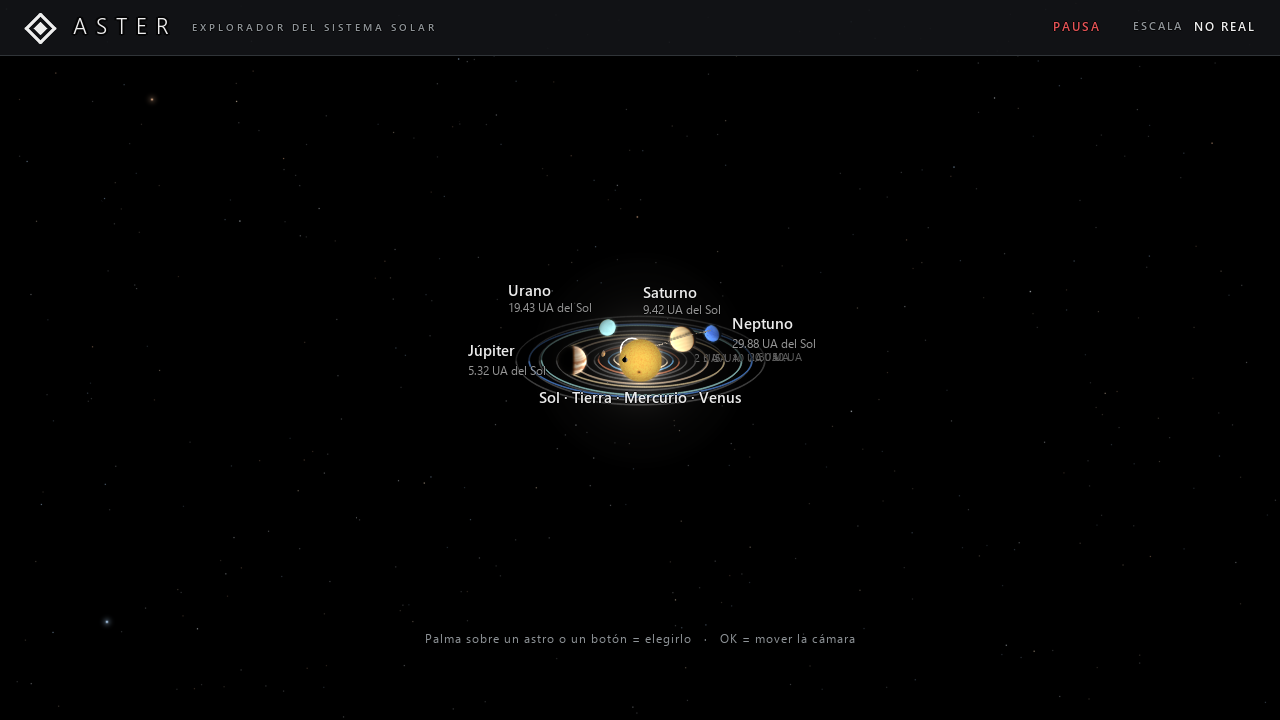 ASTER
EXPLORADOR DEL SISTEMA SOLAR
PAUSA
ESCALA NO REAL
Urano
19.43 UA del Sol
Saturno
9.42 UA del Sol
Neptuno
29.88 UA del Sol
Júpiter
5.32 UA del Sol
Sol · Tierra · Mercurio · Venus
Palma sobre un astro o un botón = elegirlo · OK = mover la cámara